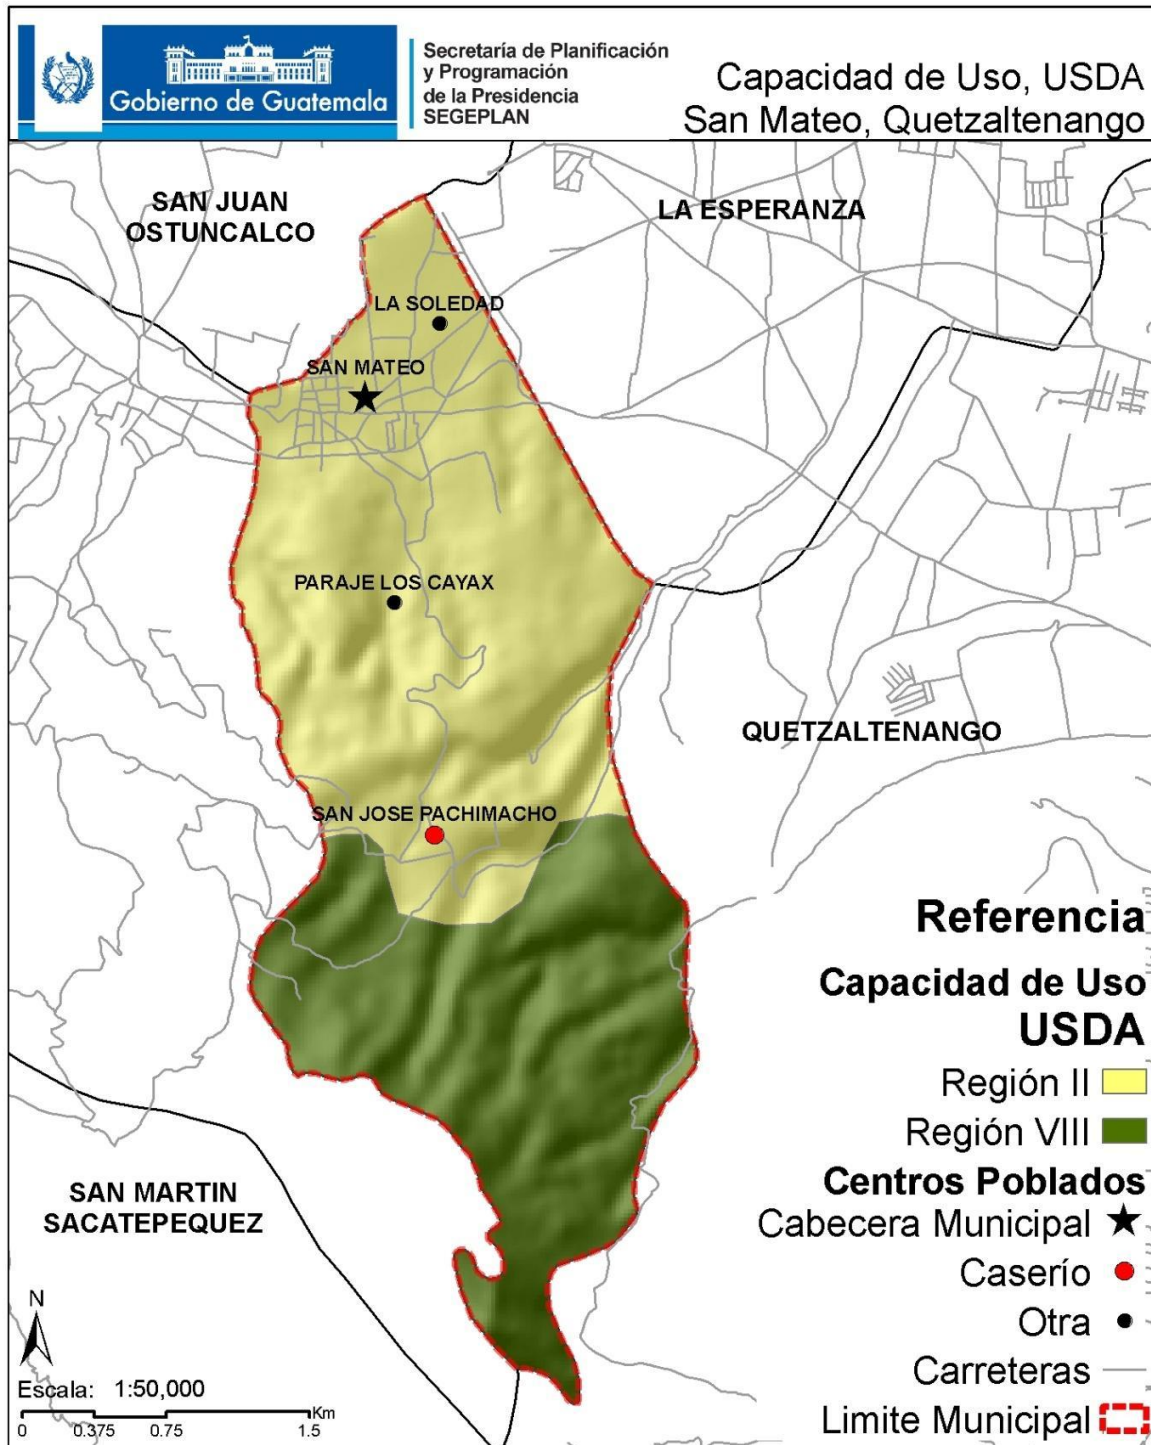 Gobierno de Guatemala
Secretaría de Planificación
y Programación
de la Presidencia
SEGEPLAN
Capacidad de Uso, USDA
San Mateo, Quetzaltenango
SAN JUAN
OSTUNCALCO
LA ESPERANZA
LA SOLEDAD
SAN MATEO
PARAJE LOS CAYAX
QUETZALTENANGO
SAN JOSE PACHIMACHO
SAN MARTIN
SACATEPEQUEZ
Referencia
Capacidad de Uso
USDA
Región II
Región VIII
Centros Poblados
Cabecera Municipal
Caserío
Otra
Carreteras
Limite Municipal
N
Escala: 1:50,000
Km
0 0.375 0.75 1.5